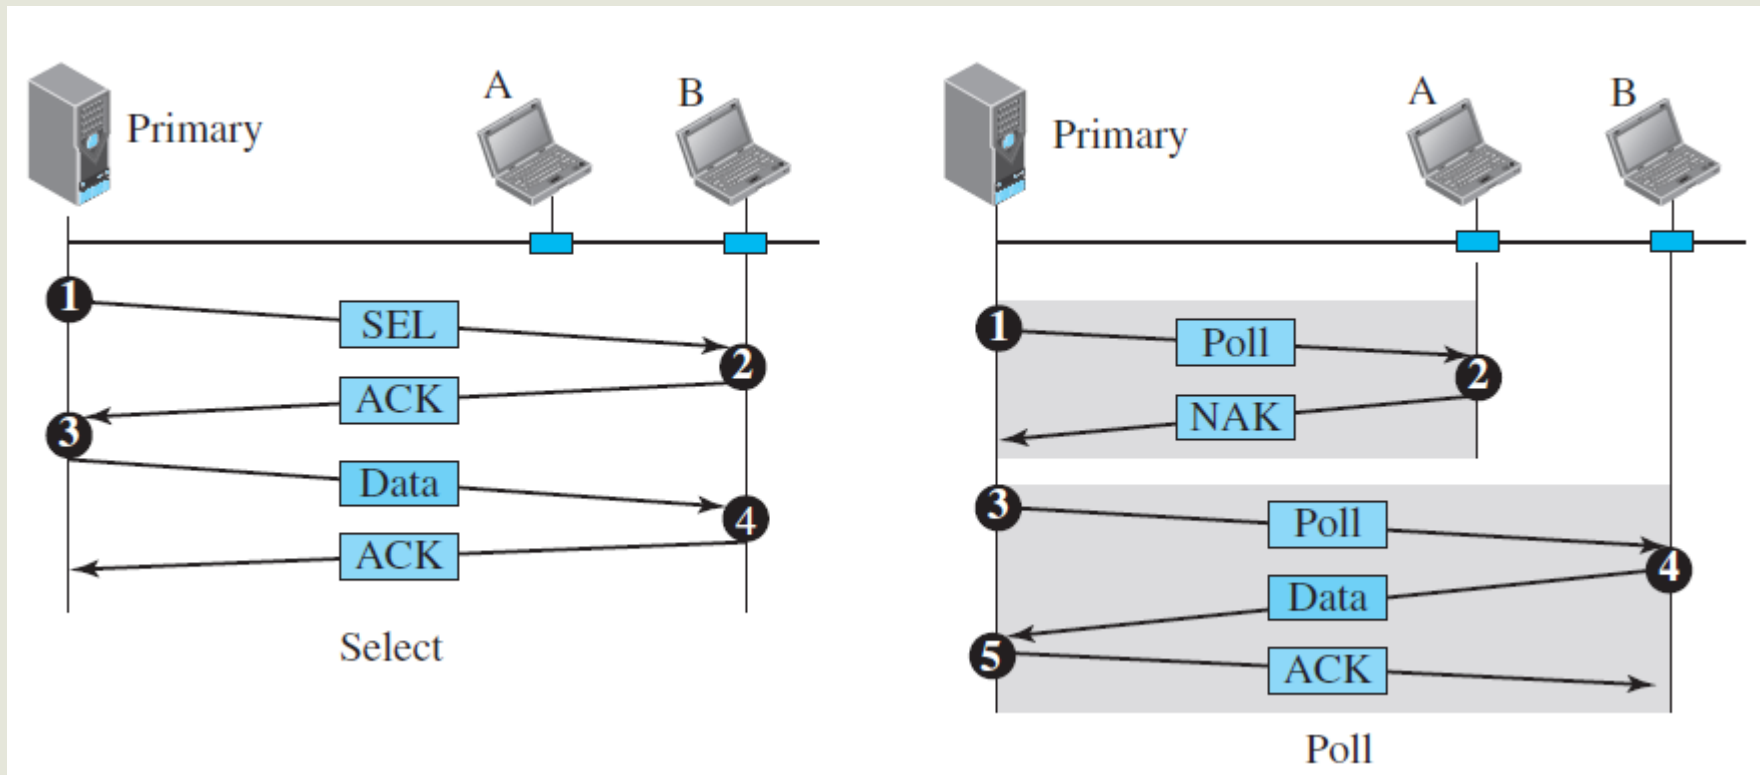 Primary
A
B
1
SEL
2
ACK
3
Data
4
ACK
Select
Primary
A
B
1
Poll
2
NAK
3
Poll
4
Data
5
ACK
Poll